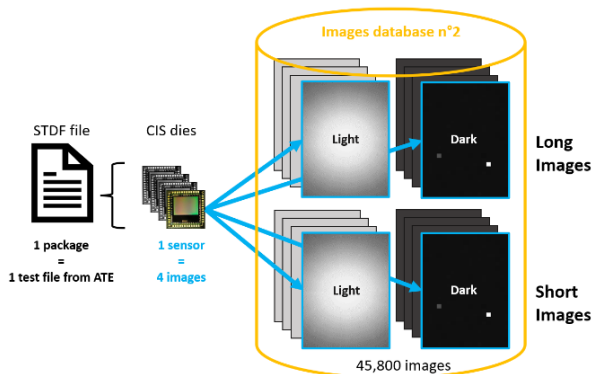 Images database n°2
STDF file
CIS dies
Light
Dark
Long
Images
1 package
=
1 test file from ATE
1 sensor
=
4 images
Light
Dark
Short
Images
45,800 images